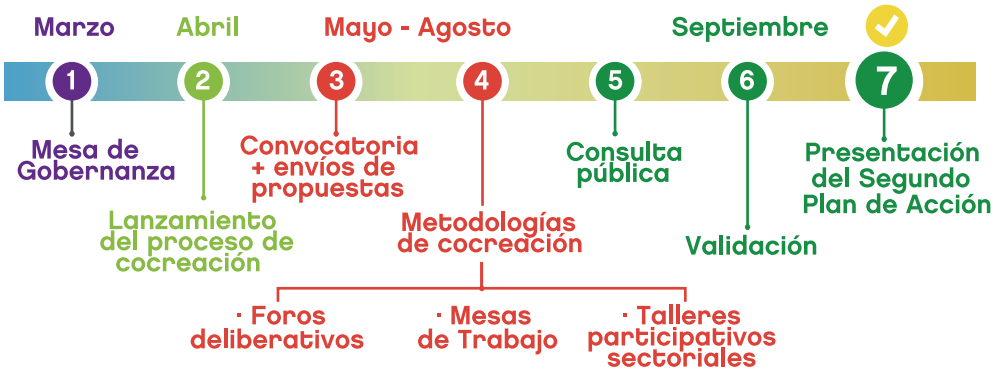 Marzo
Abril
Mayo - Agosto
Septiembre
1
2
3
4
5
6
7
Mesa de
Gobernanza
Lanzamiento
del proceso de
cocreación
Convocatoria
+ envíos de
propuestas
Metodologías
de cocreación
· Foros
deliberativos
· Mesas
de Trabajo
· Talleres
participativos
sectoriales
Consulta
pública
Validación
Presentación
del Segundo
Plan de Acción